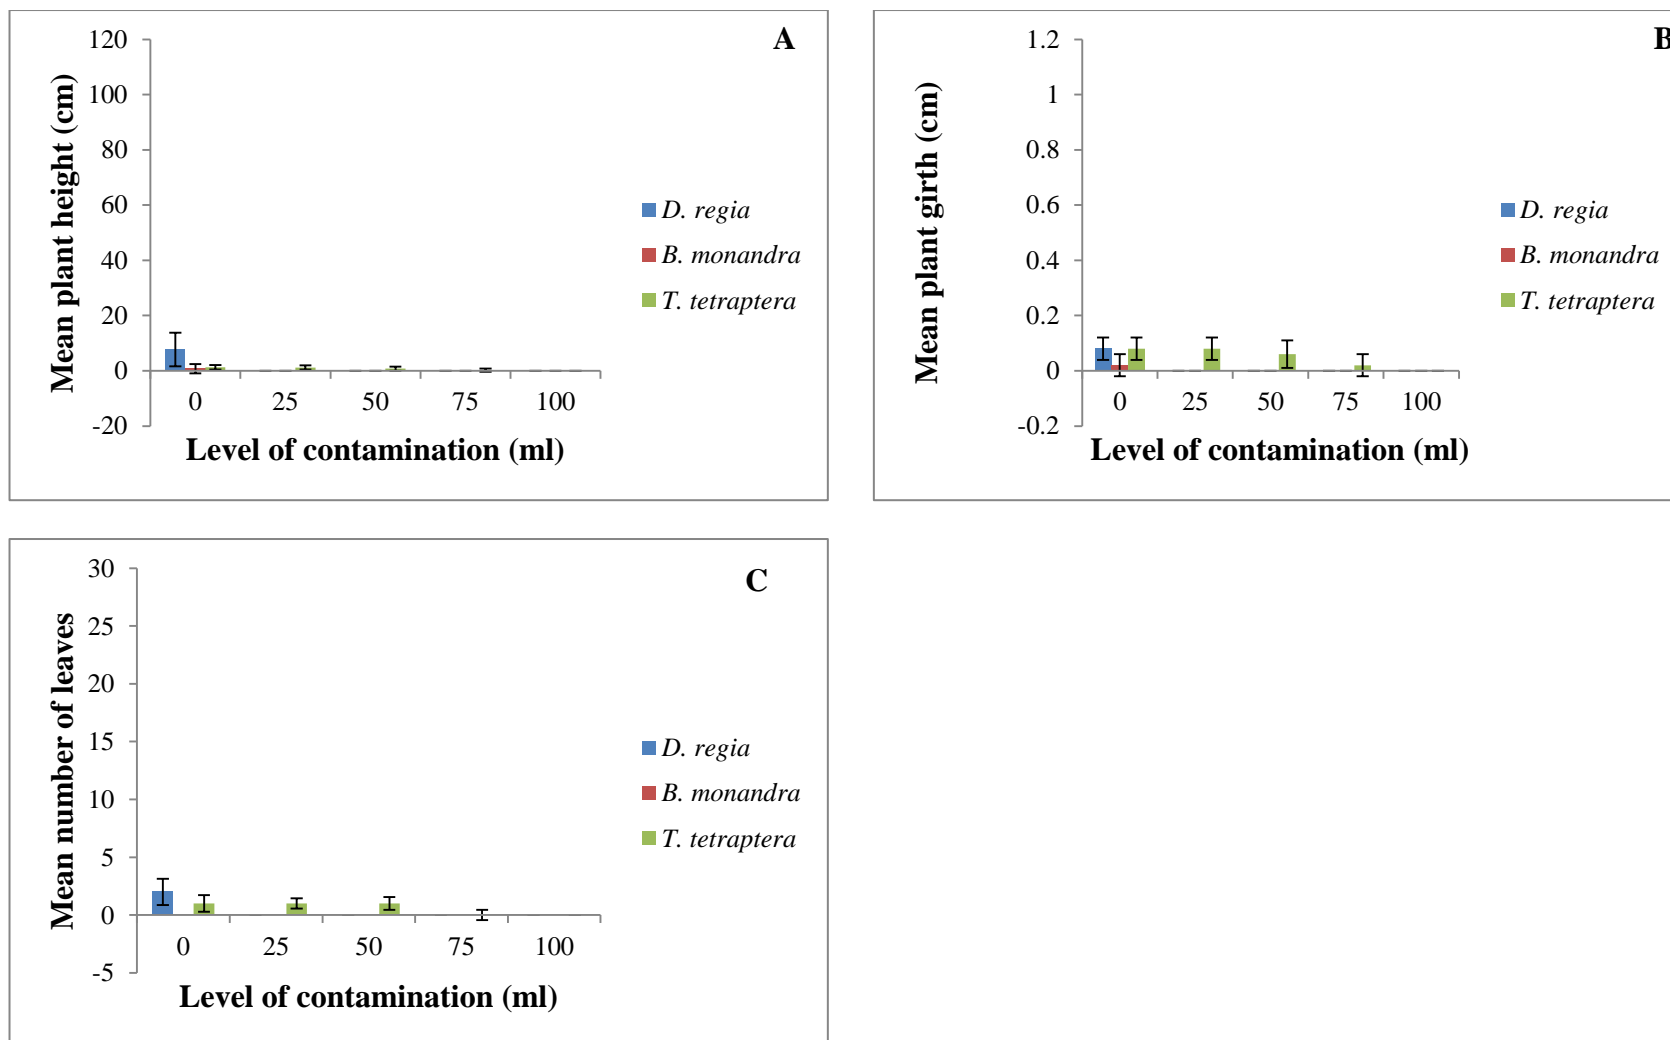 A
Mean plant height (cm)
120
100
80
60
40
20
0
-20
0 25 50 75 100
Level of contamination (ml)
D. regia
B. monandra
T. tetraptera
B
Mean plant girth (cm)
1.2
1
0.8
0.6
0.4
0.2
0
-0.2
0 25 50 75 100
Level of contamination (ml)
D. regia
B. monandra
T. tetraptera
C
Mean number of leaves
30
25
20
15
10
5
0
-5
0 25 50 75 100
Level of contamination (ml)
D. regia
B. monandra
T. tetraptera